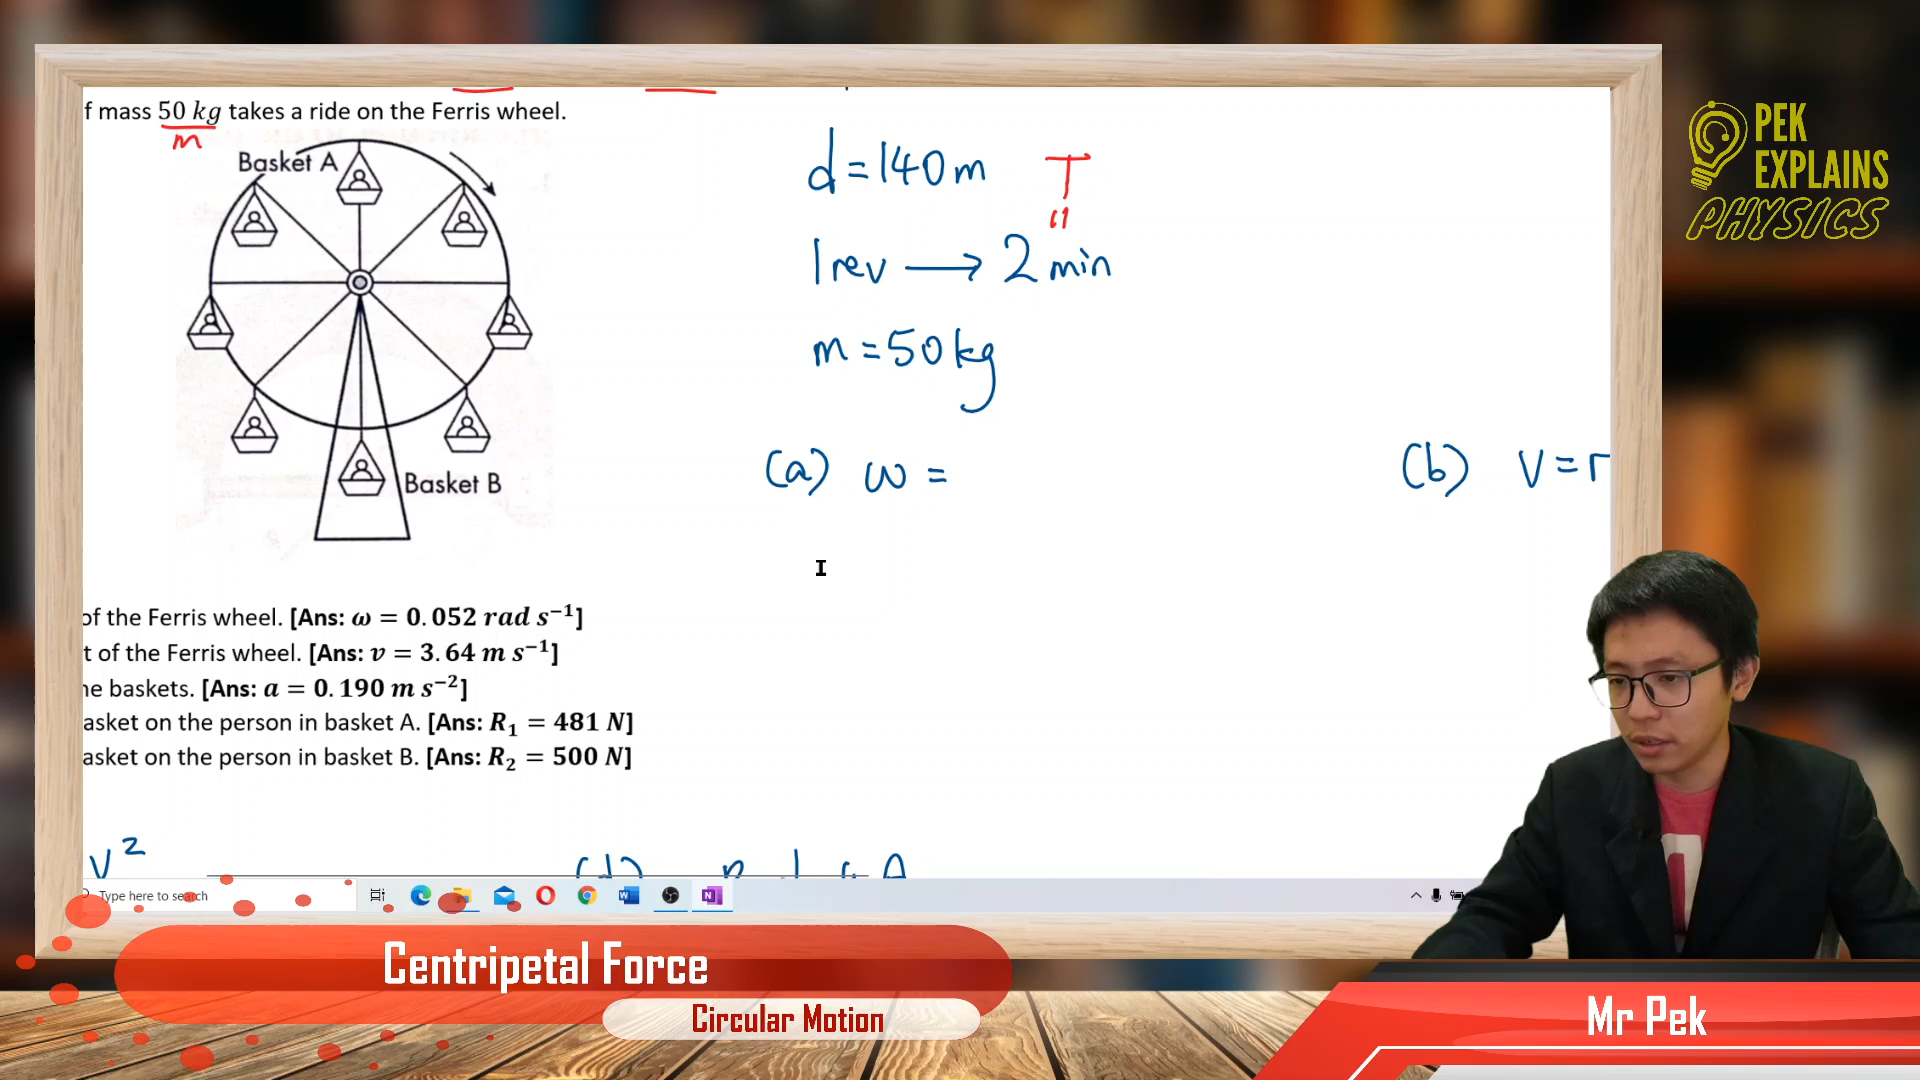 f mass 50 kg takes a ride on the Ferris wheel.
m
Basket A
Basket B
d = 140 m
T
11
1 rev → 2 min
m = 50 kg
(a) ω =
(b) v = r
of the Ferris wheel. [Ans: ω = 0.052 rad s⁻¹]
t of the Ferris wheel. [Ans: v = 3.64 m s⁻¹]
he baskets. [Ans: a = 0.190 m s⁻²]
asket on the person in basket A. [Ans: R₁ = 481 N]
asket on the person in basket B. [Ans: R₂ = 500 N]
v²
(d)
A
Type here to search
PEK
EXPLAINS
PHYSICS
Centripetal Force
Circular Motion
Mr Pek